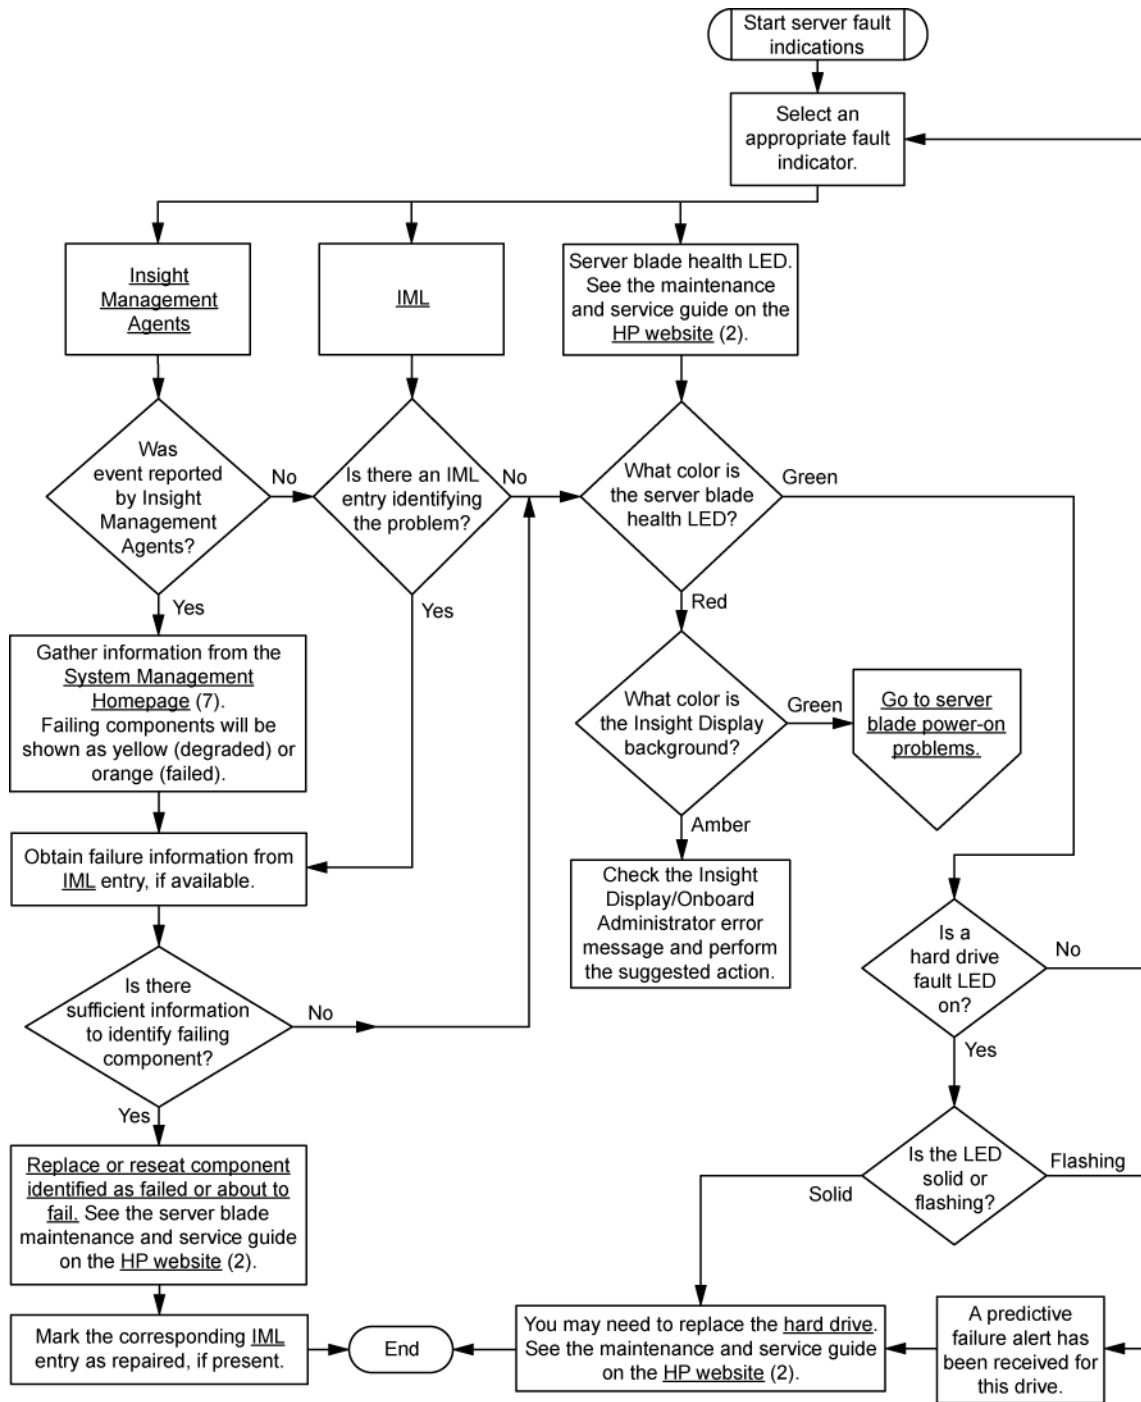 Start server fault
indications
Select an
appropriate fault
indicator.
Insight
Management
Agents
IML
Server blade health LED.
See the maintenance
and service guide on the
HP website (2).
Was
event reported
by Insight
Management
Agents?
No
Is there an IML
entry identifying
the problem?
No
What color is
the server blade
health LED?
Green
Yes
Yes
Red
Gather information from the
System Management
Homepage (7).
Failing components will be
shown as yellow (degraded) or
orange (failed).
What color is
the Insight Display
background?
Green
Go to server
blade power-on
problems.
Amber
Obtain failure information from
IML entry, if available.
Check the Insight
Display/Onboard
Administrator error
message and perform
the suggested action.
Is a
hard drive
fault LED
on?
No
Yes
Is there
sufficient information
to identify failing
component?
No
Yes
Is the LED
solid or
flashing?
Flashing
Solid
Replace or reseat component
identified as failed or about to
fail. See the server blade
maintenance and service guide
on the HP website (2).
Mark the corresponding IML
entry as repaired, if present.
End
You may need to replace the hard drive.
See the maintenance and service guide
on the HP website (2).
A predictive
failure alert has
been received for
this drive.